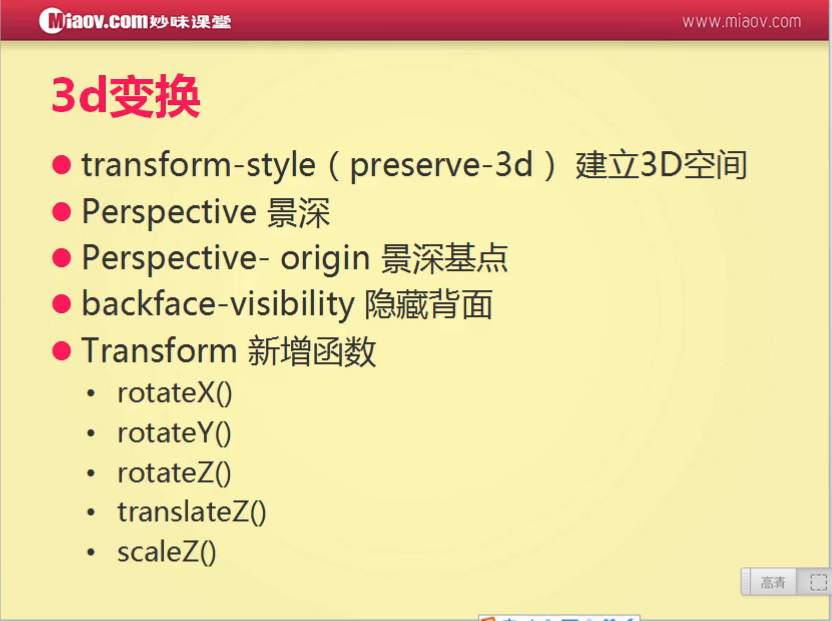 Miaov.com妙味课堂
www.miaov.com
3d变换
transform-style（preserve-3d） 建立3D空间
Perspective 景深
Perspective- origin 景深基点
backface-visibility 隐藏背面
Transform 新增函数
rotateX()
rotateY()
rotateZ()
translateZ()
scaleZ()
高清